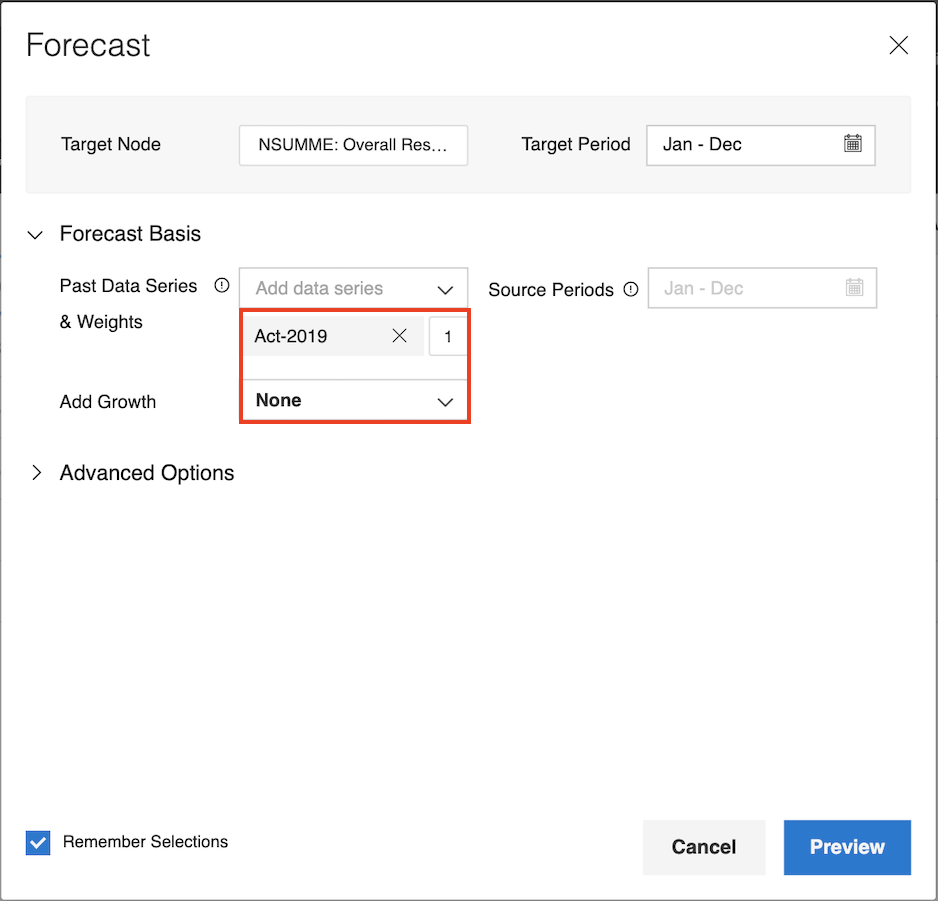 Forecast
Target Node
NSUMME: Overall Res...
Target Period
Jan - Dec
Forecast Basis
Past Data Series
& Weights
Add data series
Source Periods
Jan - Dec
Act-2019
1
Add Growth
None
Advanced Options
Remember Selections
Cancel
Preview